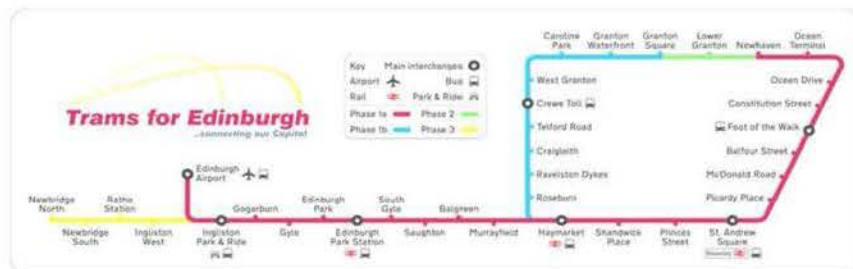 Trams for Edinburgh
...connecting our Capital
Key Main interchanges
Airport Bus
Rail Park & Ride
Phase 1a Phase 2
Phase 1b Phase 3
Caroline
Park
Granton
Waterfront
Granton
Square
Lower
Granton
Newhaven
Ocean
Terminal
West Granton
Crewe Toll
Telford Road
Craigleith
Ravelston Dykes
Roseburn
Ocean Drive
Constitution Street
Foot of the Walk
Balfour Street
McDonald Road
Picardy Place
Edinburgh
Airport
Newbridge
North
Ratho
Station
Gogarburn
Edinburgh
Park
South
Gyle
Balgreen
Newbridge
South
Ingliston
West
Ingliston
Park & Ride
Gyle
Edinburgh
Park Station
Saughton
Murrayfield
Haymarket
Shandwick
Place
Princes
Street
St. Andrew
Square